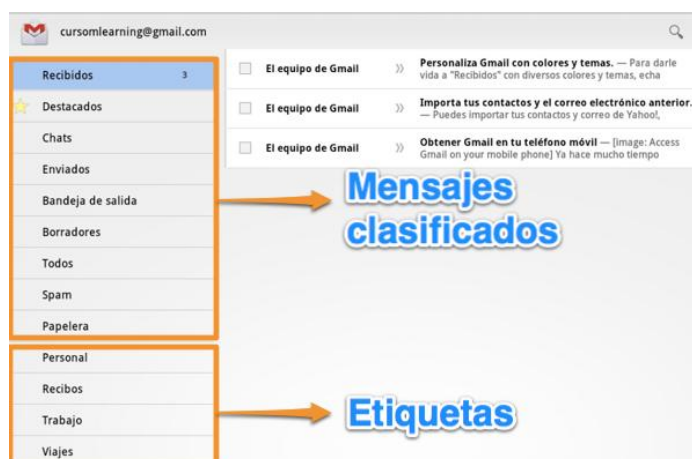 cursomlearning@gmail.com
Recibidos 3
Destacados
Chats
Enviados
Bandeja de salida
Borradores
Todos
Spam
Papelera
Personal
Recibos
Trabajo
Viajes
El equipo de Gmail
Personaliza Gmail con colores y temas. — Para darle
vida a "Recibidos" con diversos colores y temas, echa
El equipo de Gmail
Importa tus contactos y el correo electrónico anterior.
— Puedes importar tus contactos y correo de Yahoo!,
El equipo de Gmail
Obtener Gmail en tu teléfono móvil — [image: Access
Gmail on your mobile phone] Ya hace mucho tiempo
Mensajes
clasificados
Etiquetas